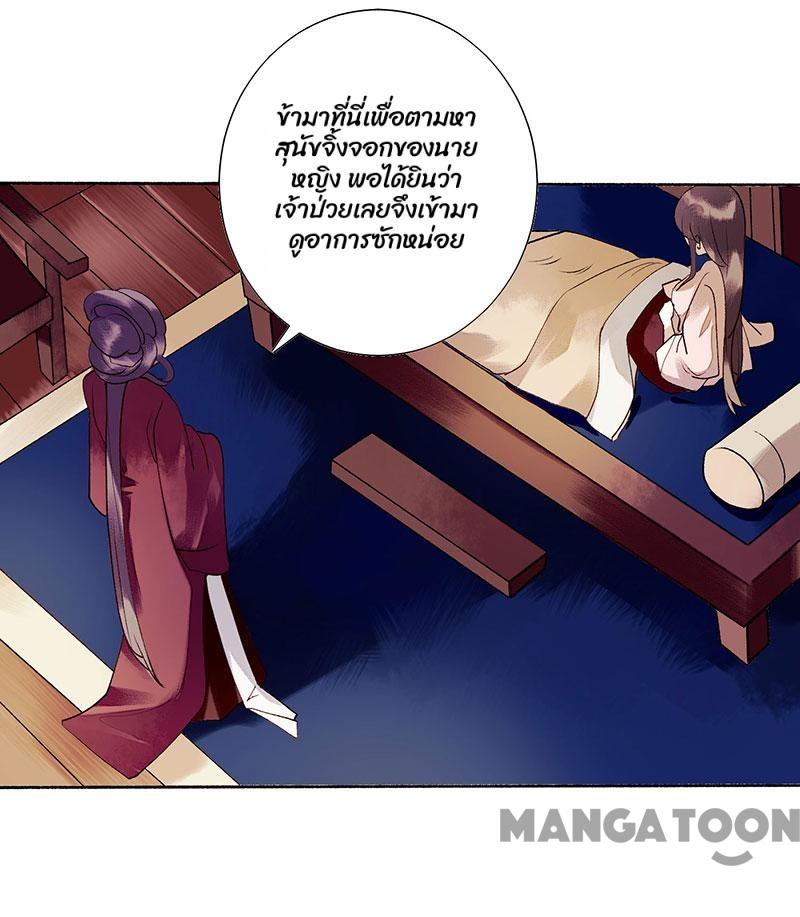 ข้ามาที่นี่เพื่อตามหา
สุนัขจิ้งจอกของนาย
หญิง พอได้ยินว่า
เจ้าป่วยเลยจึงเข้ามา
ดูอาการซักหน่อย
MANGATOON